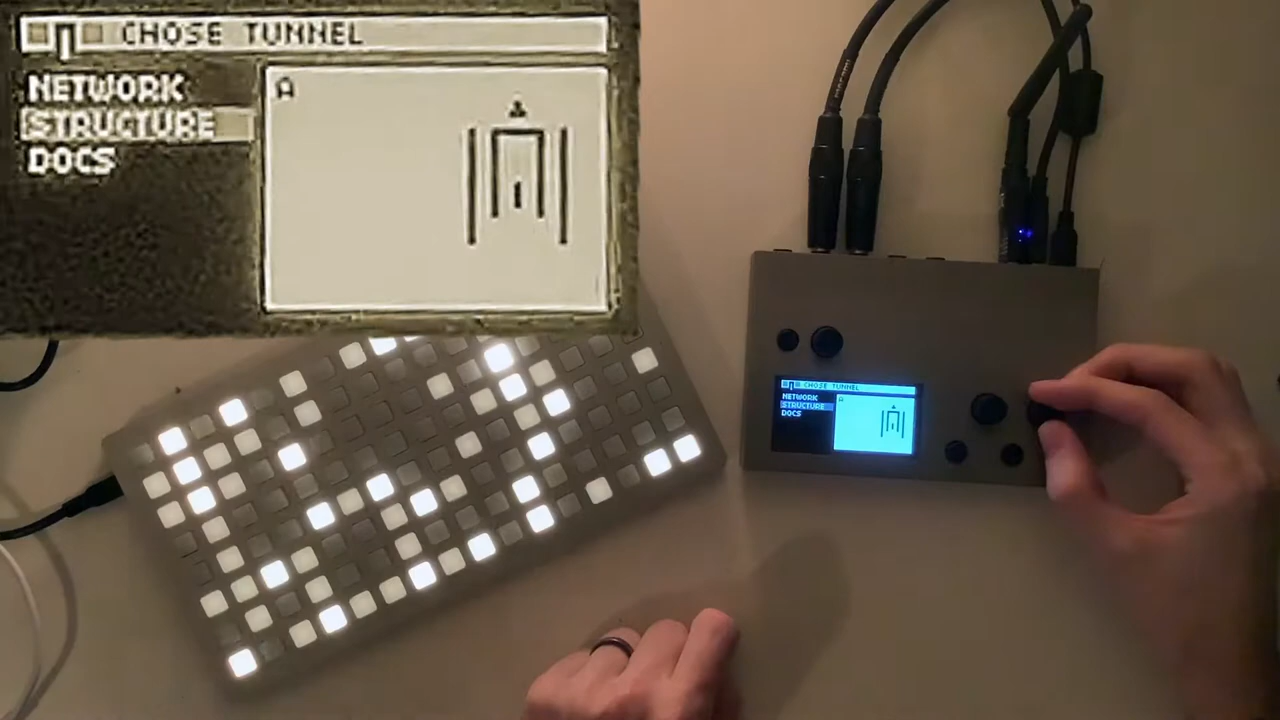 CHOSE TUNNEL
NETWORK
STRUCTURE
DOCS
A
CHOSE TUNNEL
NETWORK
STRUCTURE
DOCS
A